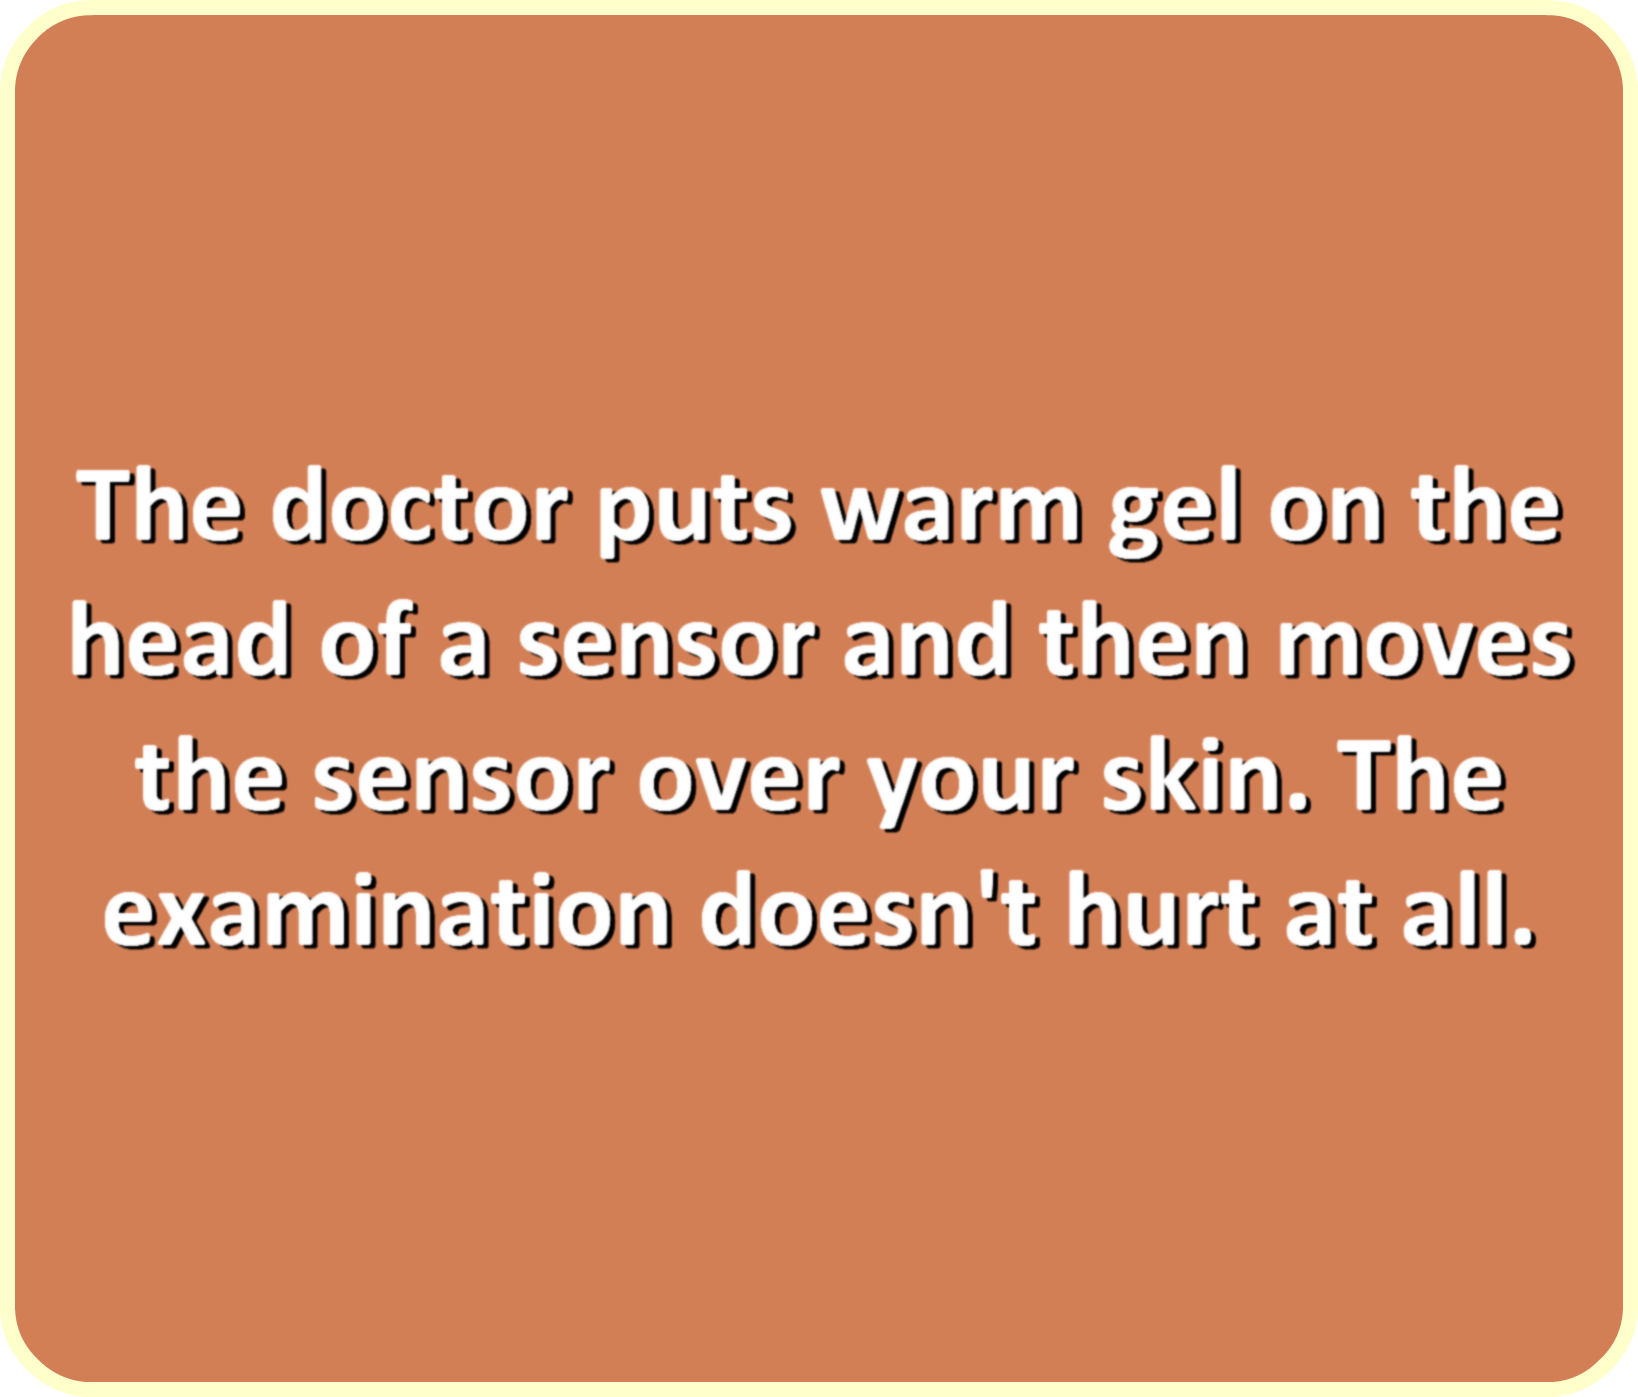 The doctor puts warm gel on the
head of a sensor and then moves
the sensor over your skin. The
examination doesn't hurt at all.